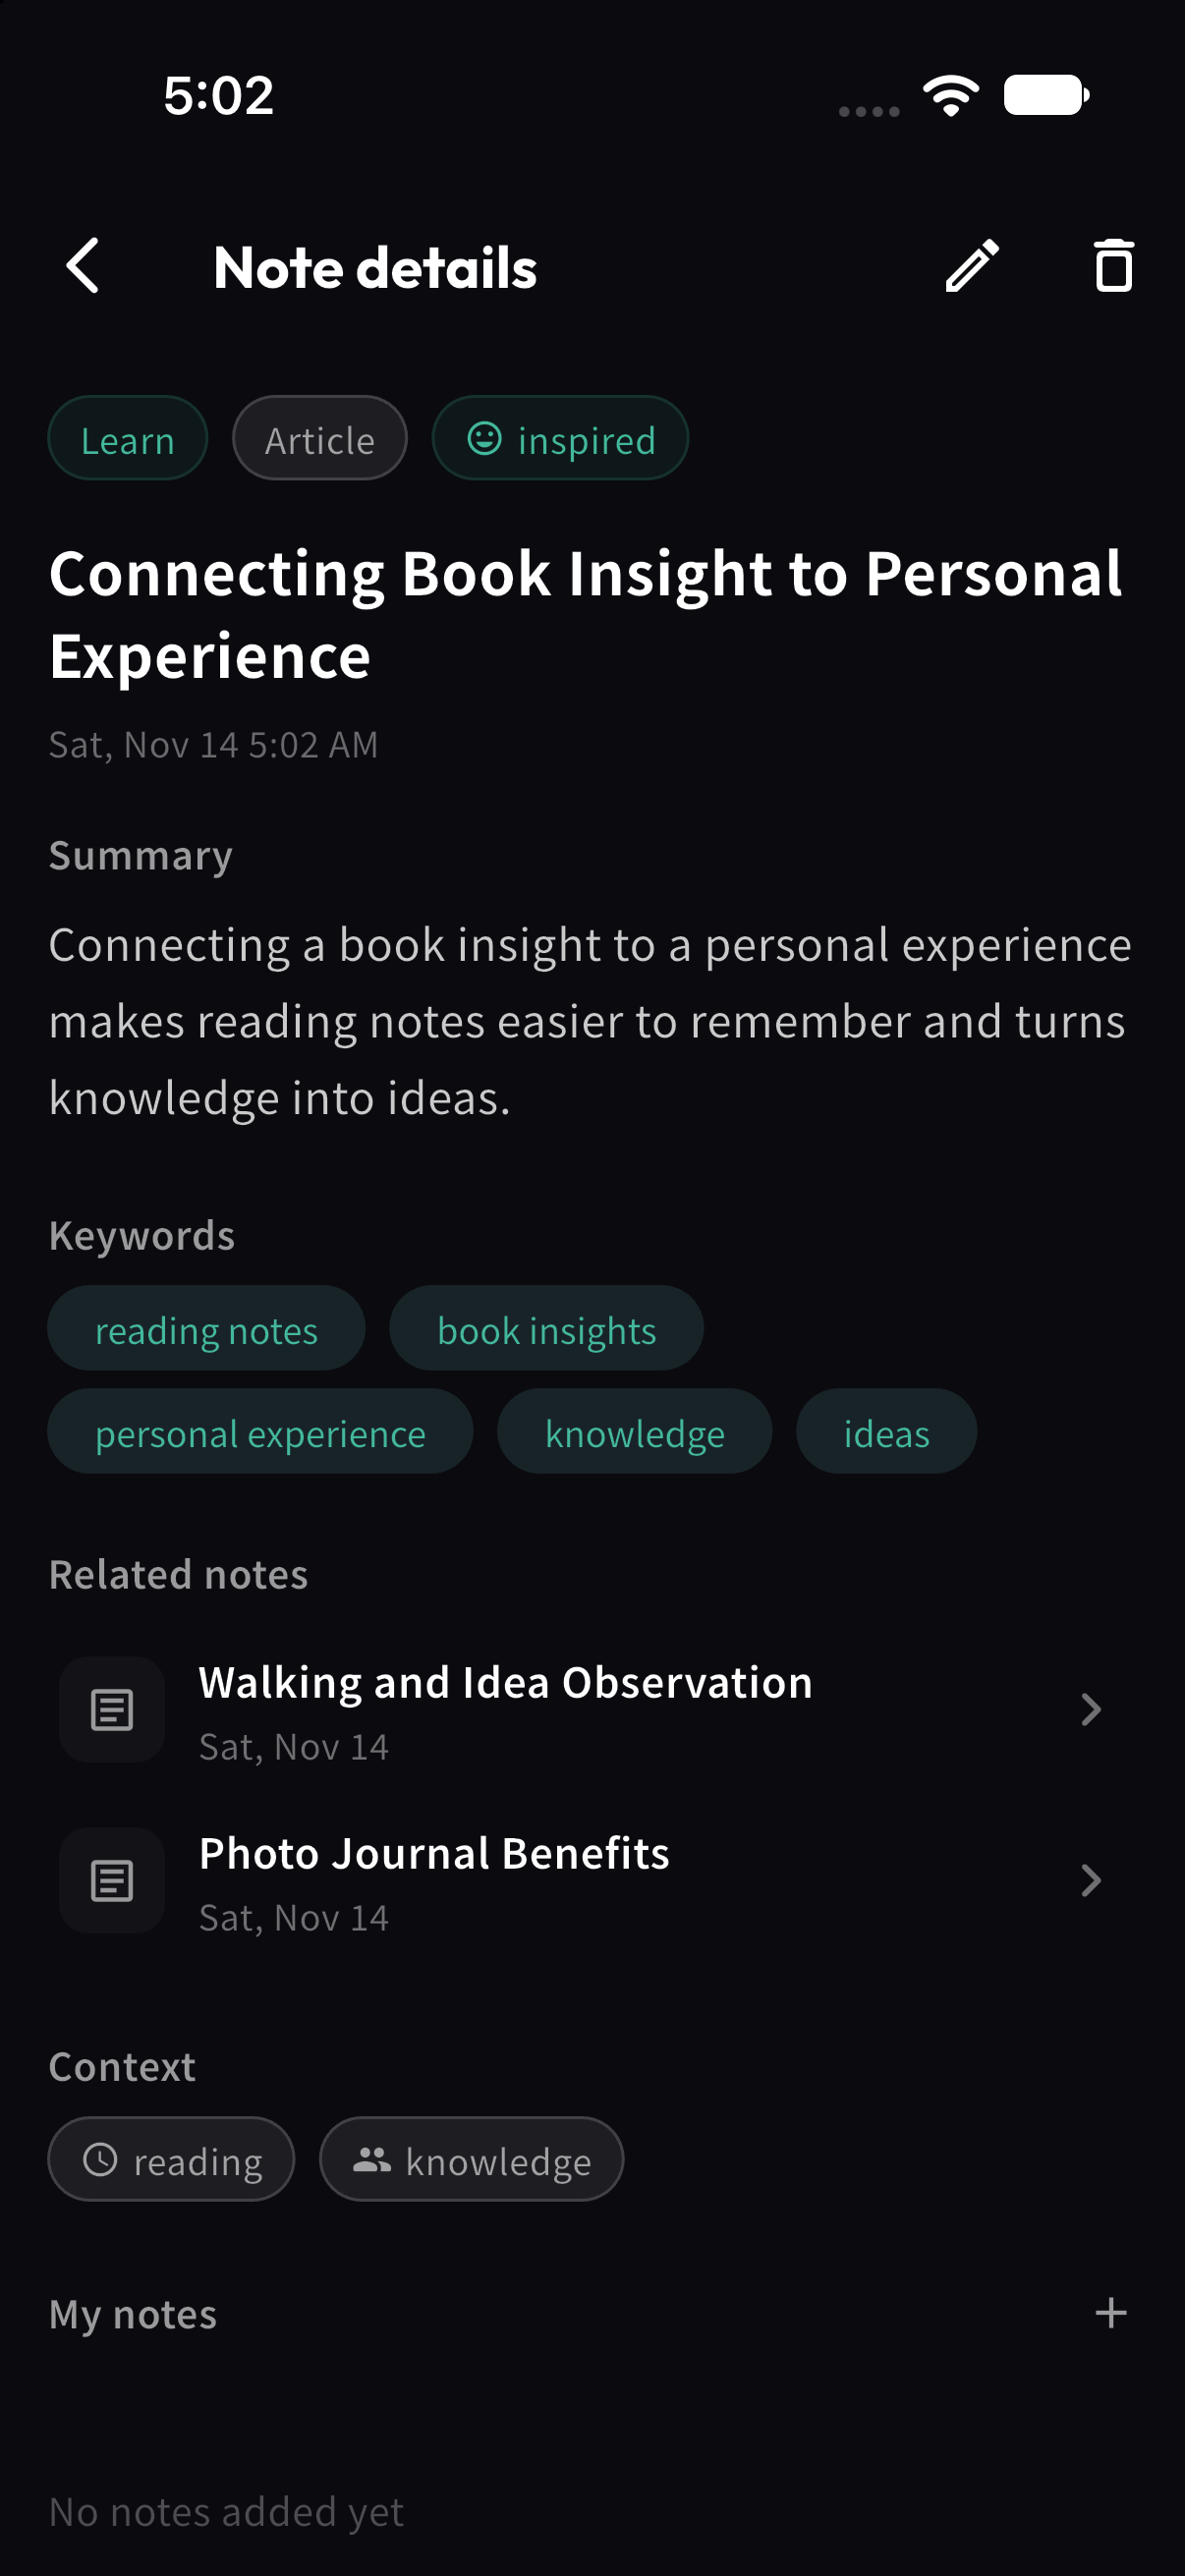 5:02
Note details
Learn
Article
inspired
Connecting Book Insight to Personal
Experience
Sat, Nov 14 5:02 AM
Summary
Connecting a book insight to a personal experience
makes reading notes easier to remember and turns
knowledge into ideas.
Keywords
reading notes
book insights
personal experience
knowledge
ideas
Related notes
Walking and Idea Observation
Sat, Nov 14
Photo Journal Benefits
Sat, Nov 14
Context
reading
knowledge
My notes
No notes added yet